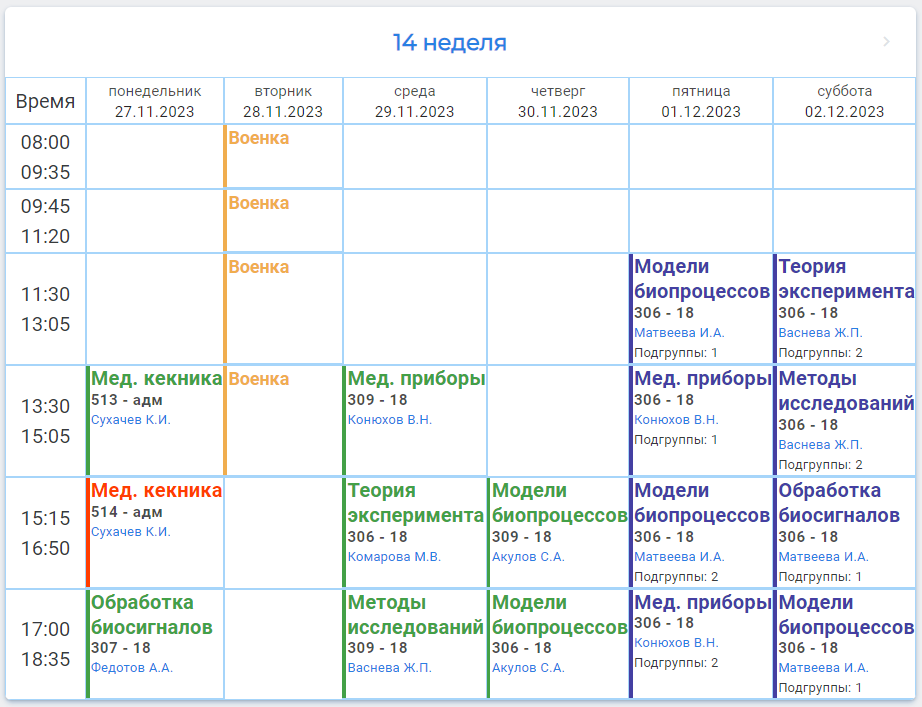 14 неделя
Время
понедельник
27.11.2023
вторник
28.11.2023
среда
29.11.2023
четверг
30.11.2023
пятница
01.12.2023
суббота
02.12.2023
08:00
09:35
Военка
09:45
11:20
Военка
11:30
13:05
Военка
Модели
биопроцессов
306 - 18
Матвеева И.А.
Подгруппы: 1
Теория
эксперимента
306 - 18
Васнева Ж.П.
Подгруппы: 2
13:30
15:05
Мед. кекника
513 - адм
Сухачев К.И.
Военка
Мед. приборы
309 - 18
Конюхов В.Н.
Мед. приборы
306 - 18
Конюхов В.Н.
Подгруппы: 1
Методы
исследований
306 - 18
Васнева Ж.П.
Подгруппы: 2
15:15
16:50
Мед. кекника
514 - адм
Сухачев К.И.
Теория
эксперимента
306 - 18
Комарова М.В.
Модели
биопроцессов
309 - 18
Акулов С.А.
Модели
биопроцессов
306 - 18
Матвеева И.А.
Подгруппы: 2
Обработка
биосигналов
306 - 18
Матвеева И.А.
Подгруппы: 1
17:00
18:35
Обработка
биосигналов
307 - 18
Федотов А.А.
Методы
исследований
309 - 18
Васнева Ж.П.
Модели
биопроцессов
306 - 18
Акулов С.А.
Мед. приборы
306 - 18
Конюхов В.Н.
Подгруппы: 2
Модели
биопроцессов
306 - 18
Матвеева И.А.
Подгруппы: 1